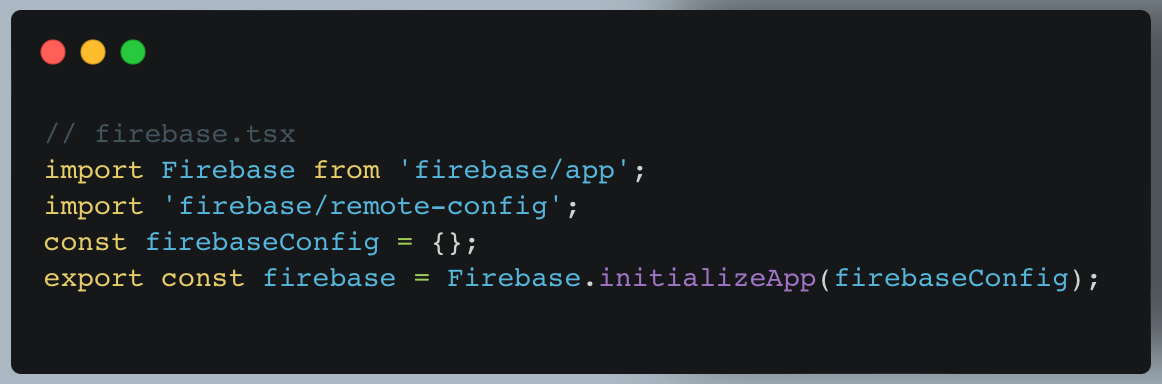 // firebase.tsx
import Firebase from 'firebase/app';
import 'firebase/remote-config';
const firebaseConfig = {};
export const firebase = Firebase.initializeApp(firebaseConfig);